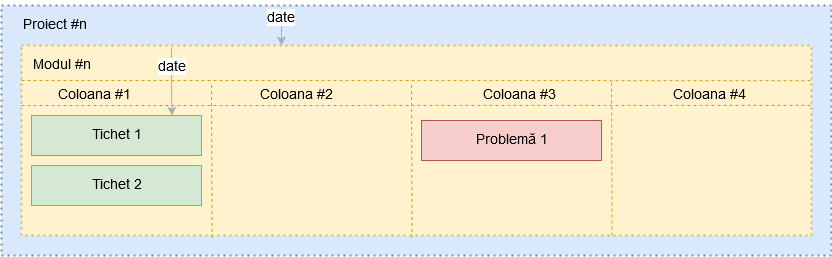 date
Proiect #n
Modul #n
date
Coloana #1
Coloana #2
Coloana #3
Coloana #4
Tichet 1
Problemă 1
Tichet 2